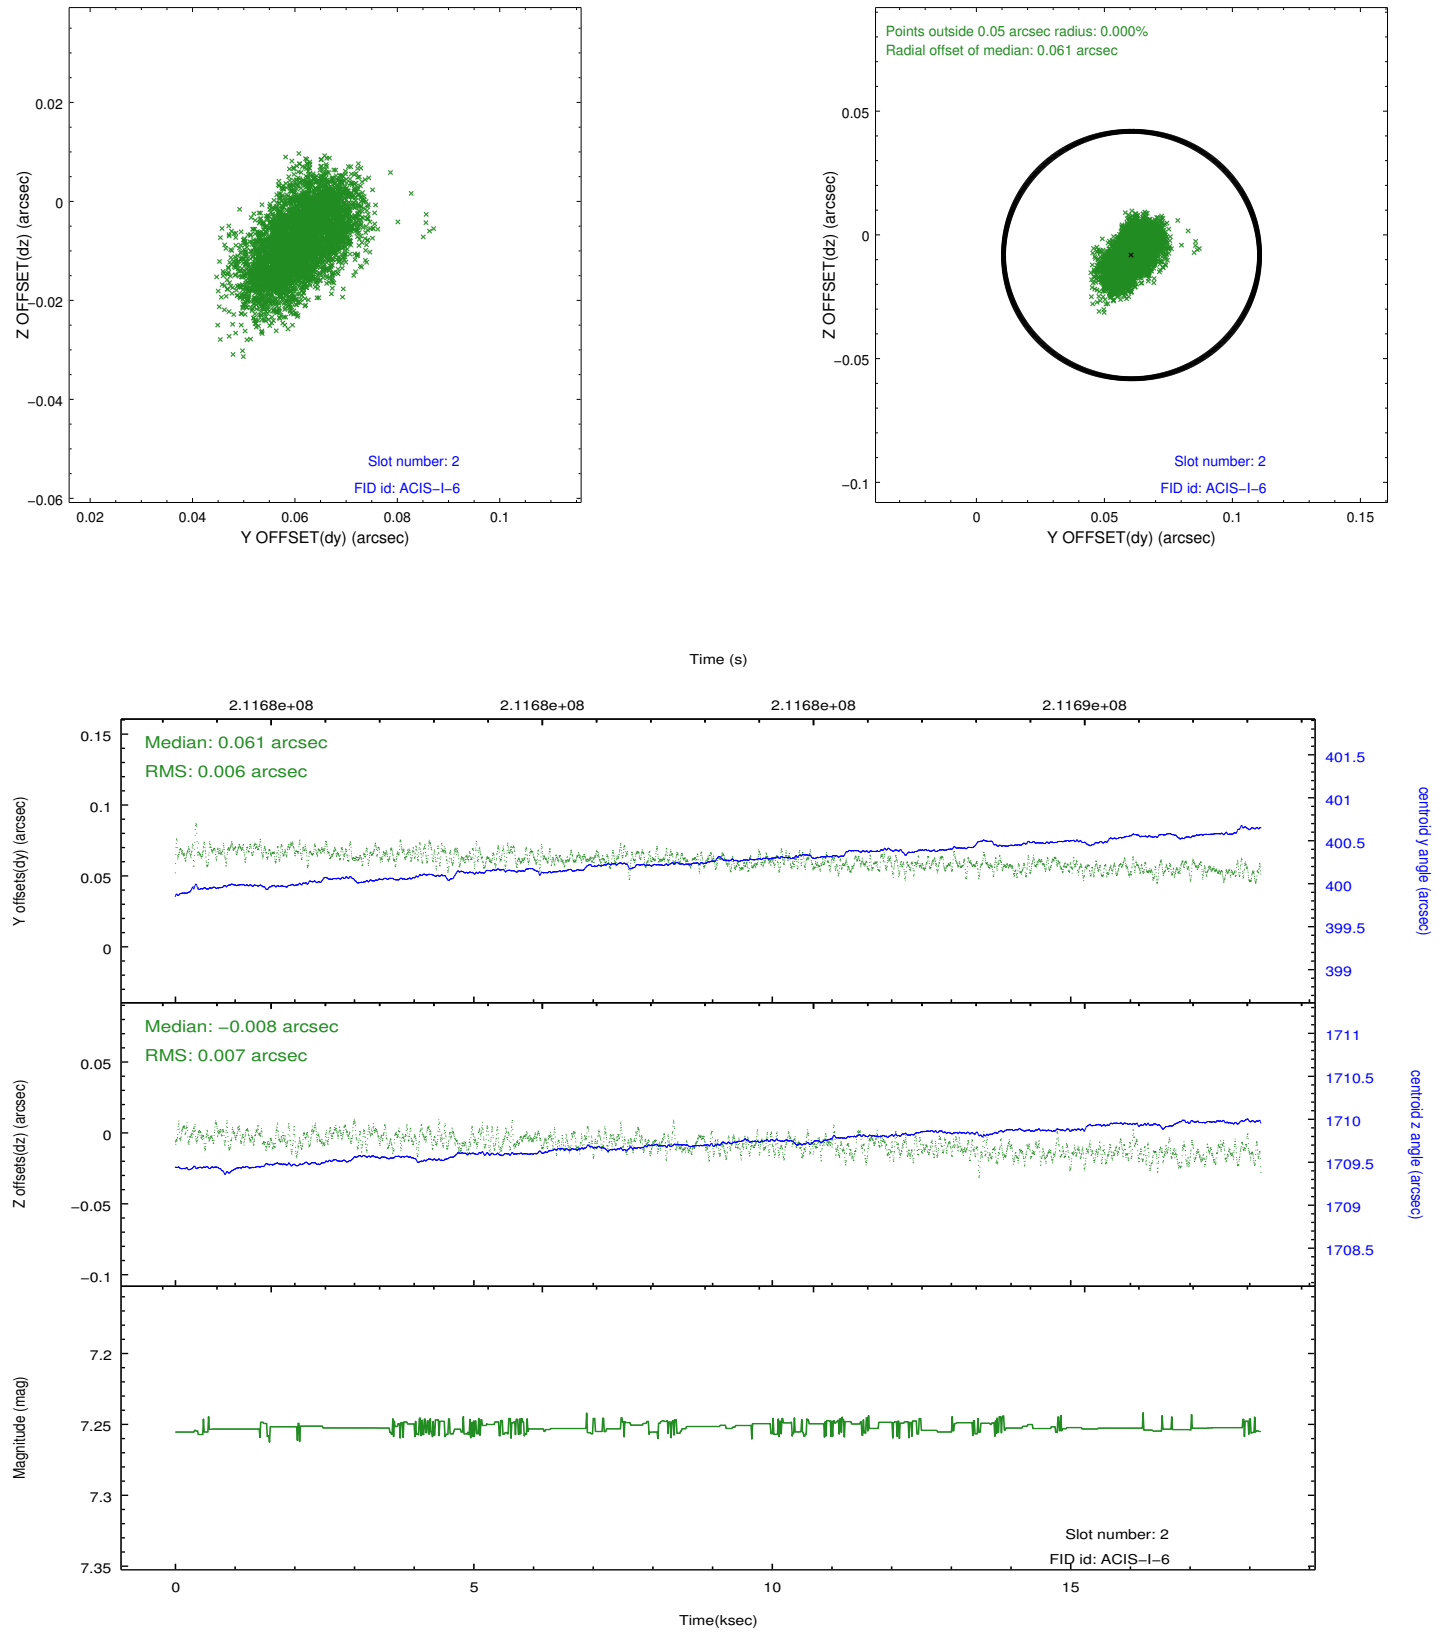 0.02
0
−0.02
−0.04
−0.06
Z OFFSET(dz) (arcsec)
Slot number: 2
FID id: ACIS−I−6
0.02 0.04 0.06 0.08 0.1
Y OFFSET(dy) (arcsec)
Points outside 0.05 arcsec radius: 0.000%
Radial offset of median: 0.061 arcsec
0.05
0
−0.05
−0.1
Z OFFSET(dz) (arcsec)
Slot number: 2
FID id: ACIS−I−6
0 0.05 0.1 0.15
Y OFFSET(dy) (arcsec)
Time (s)
2.1168e+08 2.1168e+08 2.1168e+08 2.1169e+08
Median: 0.061 arcsec
RMS: 0.006 arcsec
0.15
0.1
0.05
0
Y offsets(dy) (arcsec)
401.5
401
400.5
400
399.5
399
centroid y angle (arcsec)
Median: −0.008 arcsec
RMS: 0.007 arcsec
0.05
0
−0.05
−0.1
Z offsets(dz) (arcsec)
1711
1710.5
1710
1709.5
1709
1708.5
centroid z angle (arcsec)
7.2
7.25
7.3
7.35
Magnitude (mag)
Slot number: 2
FID id: ACIS−I−6
0 5 10 15
Time(ksec)